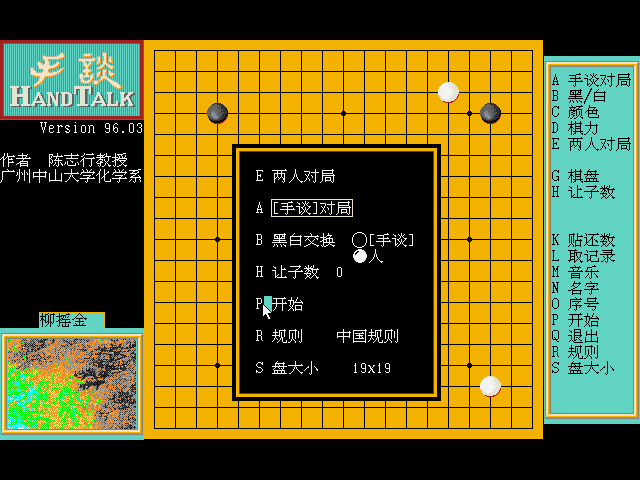 手談
HANDTALK
Version 96.03
作者 陈志行教授
广州中山大学化学系
柳摇金
E 两人对局
A [手谈]对局
B 黑白交换 [手谈]
人
H 让子数 0
P 开始
R 规则 中国规则
S 盘大小 19x19
A 手谈对局
B 黑/白
C 颜色
D 棋力
E 两人对局
G 棋盘
H 让子数
K 贴还数
L 取记录
M 音乐
N 名字
O 序号
P 开始
Q 退出
R 规则
S 盘大小